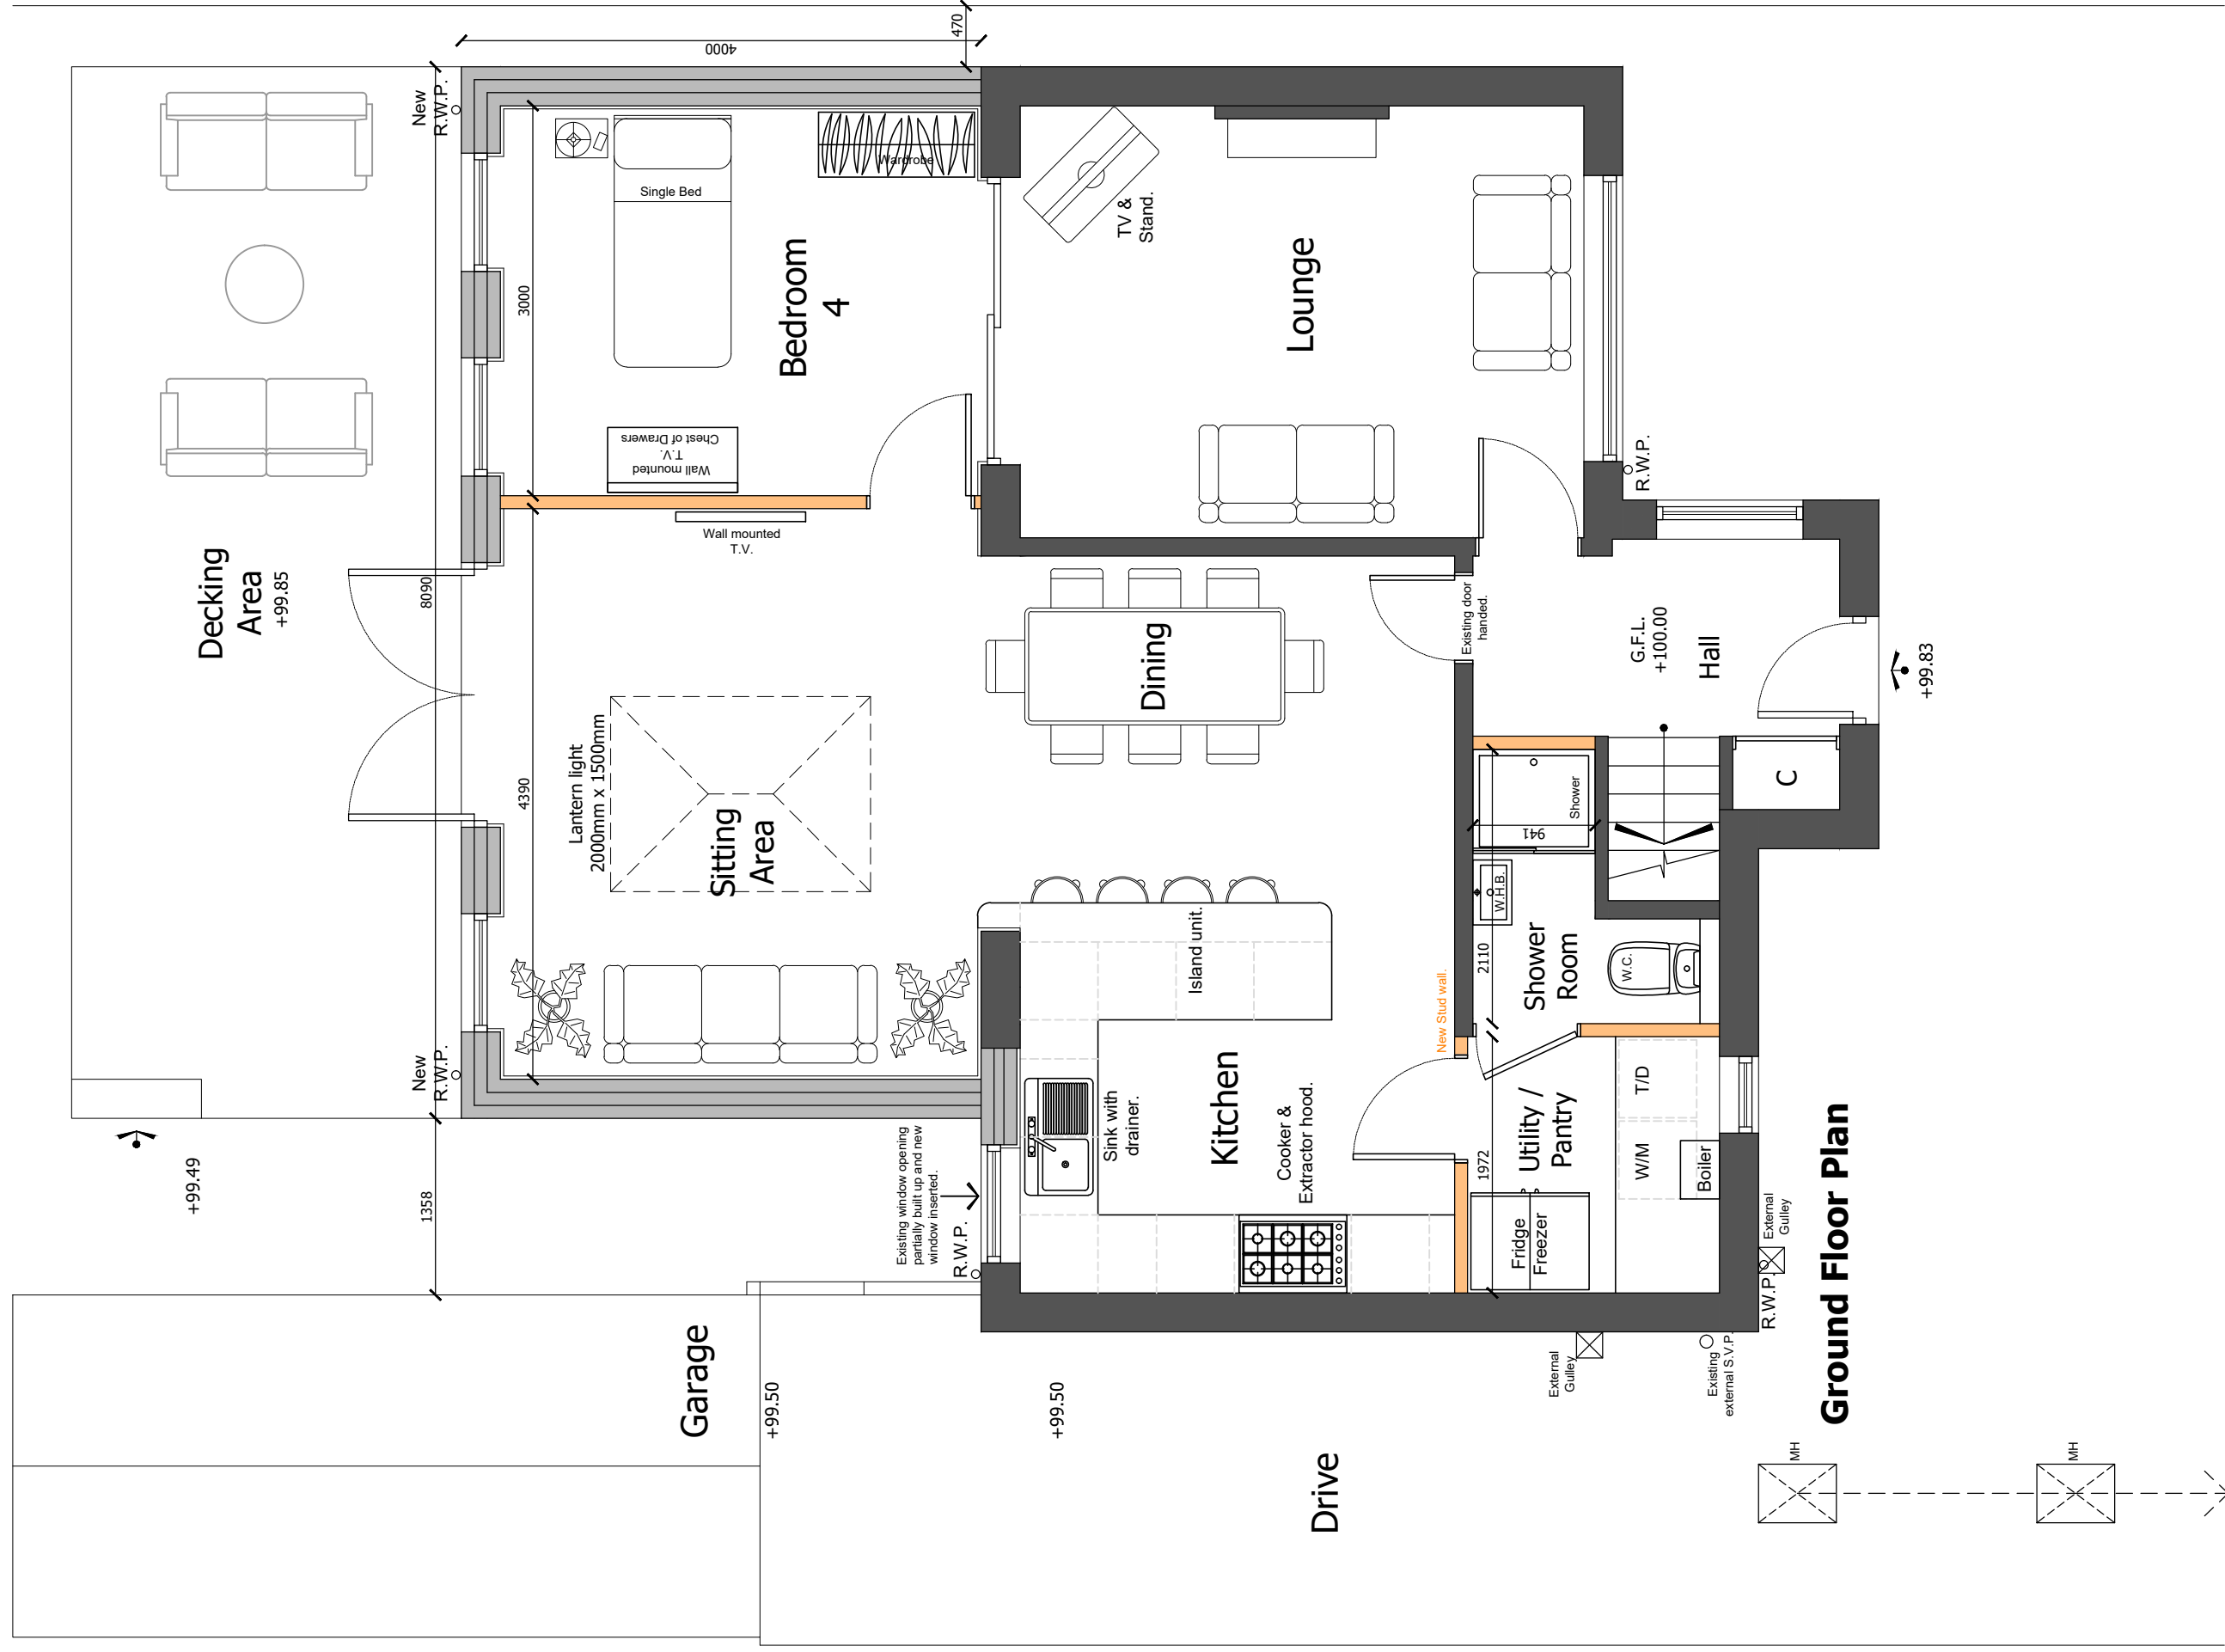 Ground Floor Plan
Decking
Area
+99.85
New
R.W.P.
New
R.W.P.
8090
4000
470
3000
4390
1358
+99.49
Wardrobe
Single Bed
Bedroom
4
Wall mounted
T.V.
Chest of Drawers
Wall mounted
T.V.
Lantern light
2000mm x 1500mm
Sitting
Area
TV &
Stand.
Lounge
R.W.P.
Dining
Existing door
handed.
G.F.L.
+100.00
Hall
+99.83
C
Shower
941
W.H.B.
2110
Shower
Room
W.C.
New Stud wall.
Island unit.
Kitchen
Sink with
drainer.
Cooker &
Extractor hood.
Existing window opening
partially built up and new
window inserted.
R.W.P.
1972
Utility /
Pantry
T/D
W/M
Boiler
Fridge
Freezer
External
Gulley
R.W.P.
External
Gulley
Existing
external S.V.P.
Garage
+99.50
+99.50
Drive
MH
MH